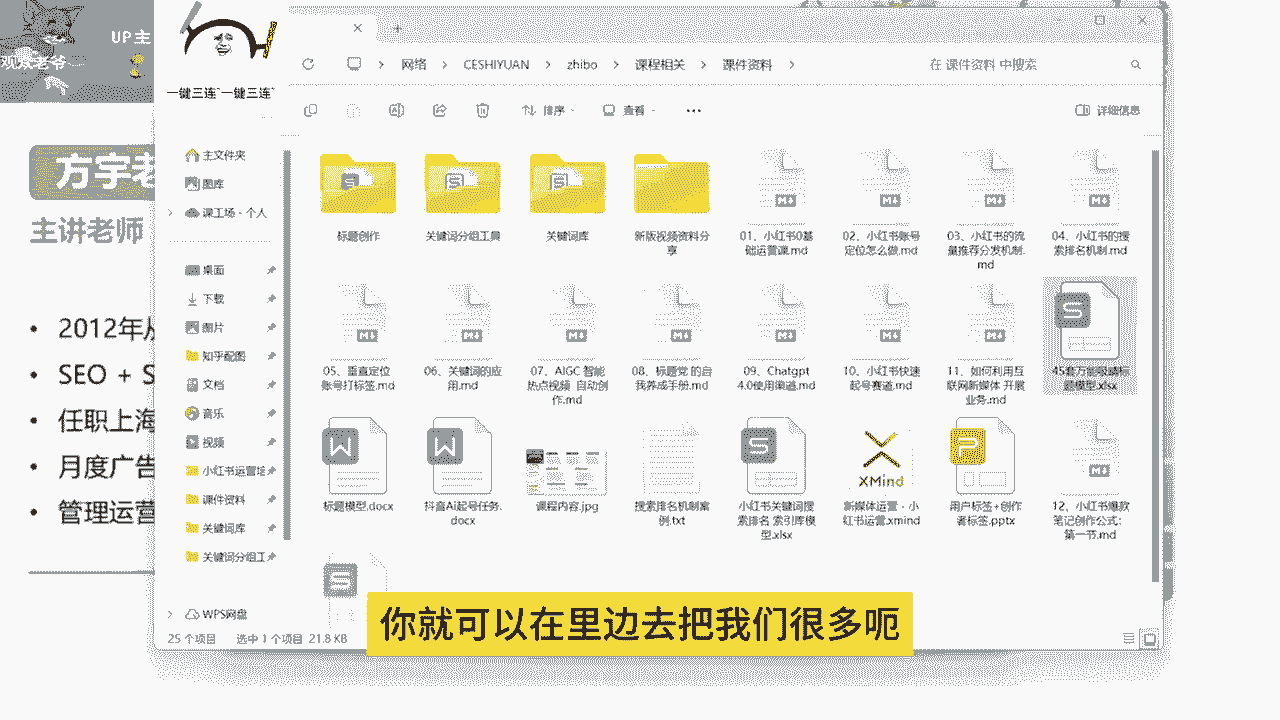 UP主
观众老爷
一键三连~一键三连~
方宇老
主讲老师
2012年从
SEO + S
任职上海
月度广告
管理运营
网络
CESHIYUAN
zhibo
课程相关
课件资料
在 课件资料 中搜索
排序
查看
详细信息
主文件夹
图库
课工场 - 个人
桌面
下载
图片
知乎配图
文档
音乐
视频
小红书运营
课件资料
关键词库
关键词分组工
WPS网盘
标题创作
关键词分组工具
关键词库
新版视频资料分
享
01、小红书0基
础运营课.md
02、小红书账号
定位怎么做.md
03、小红书的流
量推荐分发机制.
md
04、小红书的搜
索排名机制.md
05、垂直定位
账号打标签.md
06、关键词的应
用.md
07、AIGC 智能
热点视频 自动创
作.md
08、标题党 的自
我养成手册.md
09、Chatgpt
4.0使用渠道.md
10、小红书快速
起号赛道.md
11、如何利用互
联网新媒体 开展
业务.md
45套万能吸睛标
题模型.xlsx
标题模型.docx
抖音Ai起号任务.
docx
课程内容.jpg
搜索排名机制案
例.txt
小红书关键词搜
索排名 索引库模
型.xlsx
XMind
新媒体运营 - 小
红书运营.xmind
用户标签+创作
者标签.pptx
12、小红书爆款
笔记创作公式：
第一节.md
25 个项目
选中 1 个项目 21.8 KB
你就可以在里边去把我们很多呃